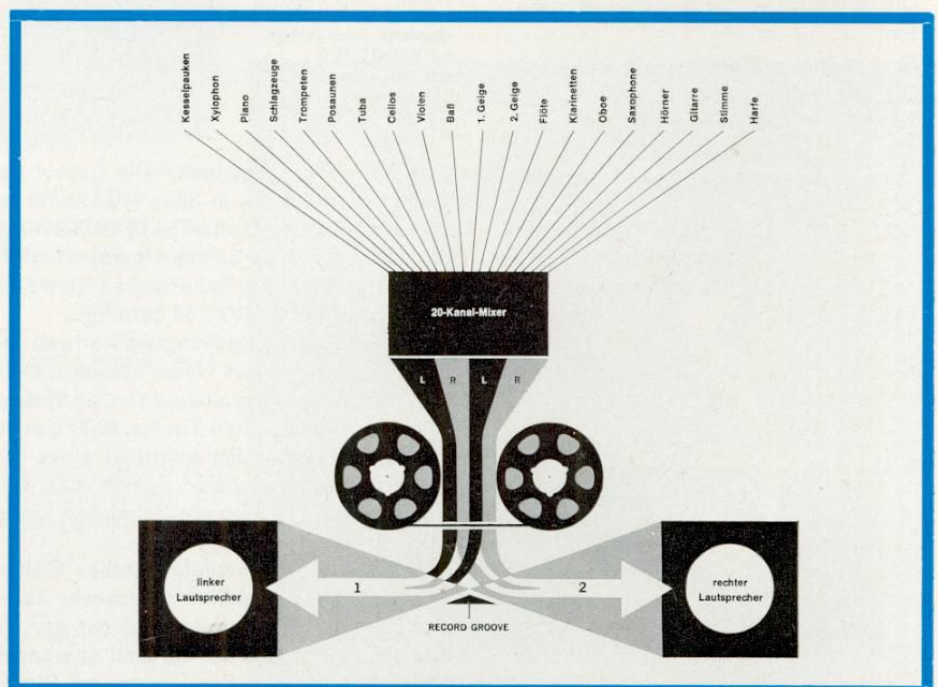 Kesselpauken
Xylophon
Piano
Schlagzeuge
Trompeten
Posaunen
Tuba
Cellos
Violen
Baß
1. Geige
2. Geige
Flöte
Klarinetten
Oboe
Saxophone
Hörner
Gitarre
Stimme
Harfe
20-Kanal-Mixer
L R L R
linker
Lautsprecher
1
2
rechter
Lautsprecher
RECORD GROOVE